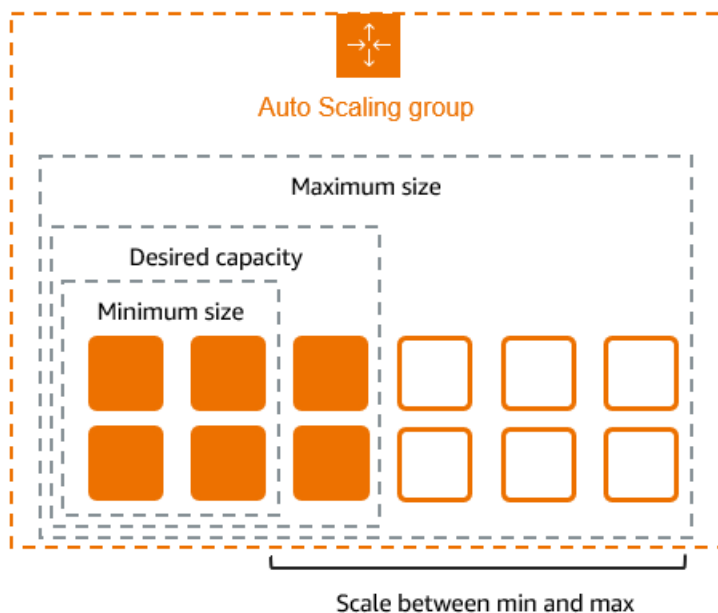 Auto Scaling group
Maximum size
Desired capacity
Minimum size
Scale between min and max